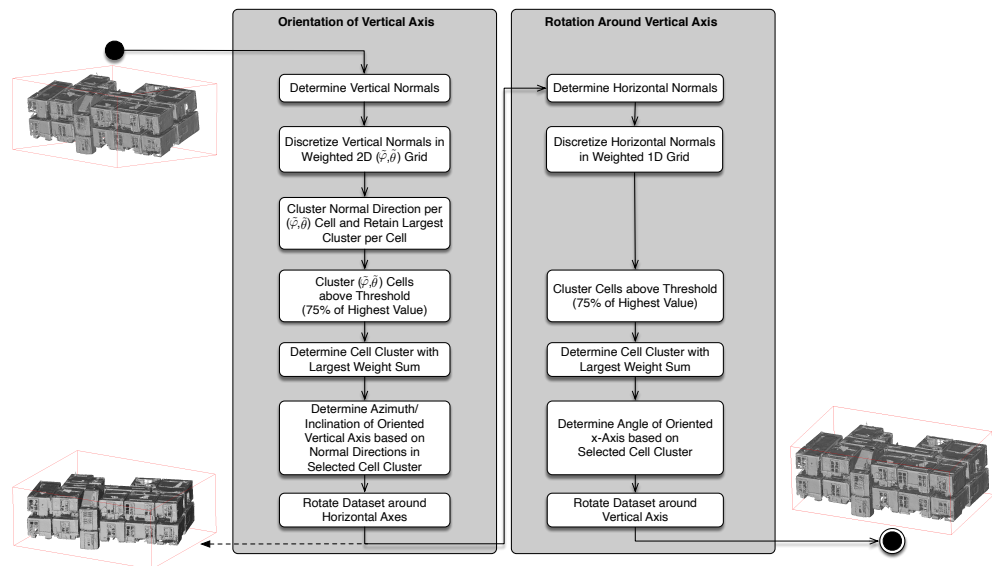 Orientation of Vertical Axis
Determine Vertical Normals
Discretize Vertical Normals in
Weighted 2D (φ̃,θ̃) Grid
Cluster Normal Direction per
(φ̃,θ̃) Cell and Retain Largest
Cluster per Cell
Cluster (φ̃,θ̃) Cells
above Threshold
(75% of Highest Value)
Determine Cell Cluster with
Largest Weight Sum
Determine Azimuth/
Inclination of Oriented
Vertical Axis based on
Normal Directions in
Selected Cell Cluster
Rotate Dataset around
Horizontal Axes
Rotation Around Vertical Axis
Determine Horizontal Normals
Discretize Horizontal Normals
in Weighted 1D Grid
Cluster Cells above Threshold
(75% of Highest Value)
Determine Cell Cluster with
Largest Weight Sum
Determine Angle of Oriented
x-Axis based on
Selected Cell Cluster
Rotate Dataset around
Vertical Axis